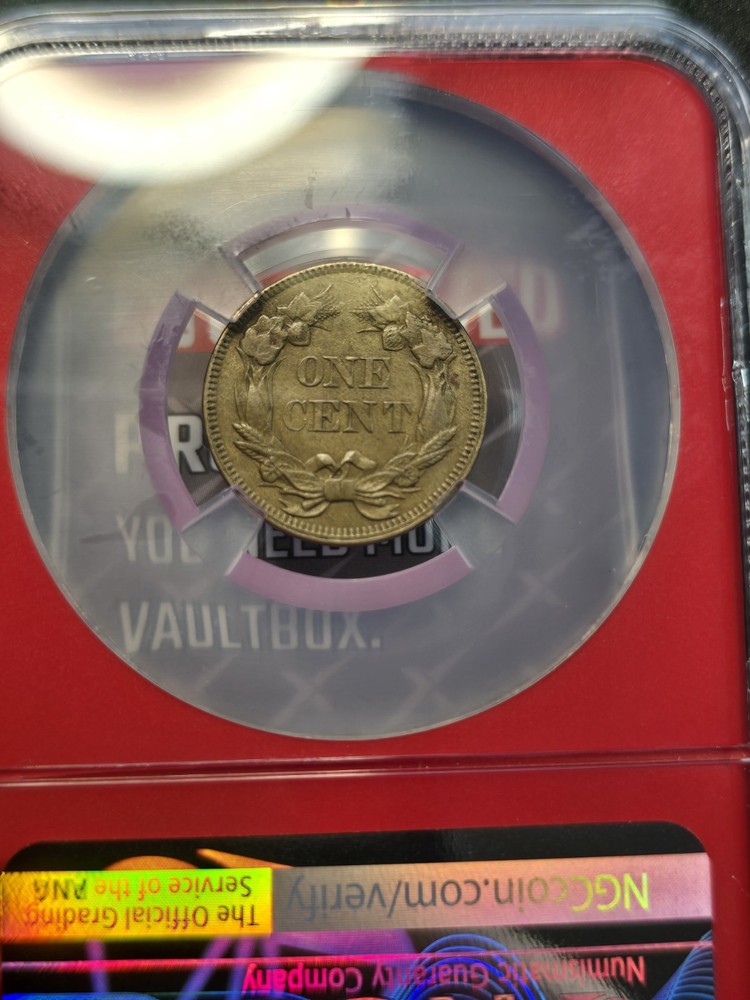 ONE
CENT
VAULTBOX.
NGCcoin.com/verify
The Official Grading
Service of the ANA
Numismatic Guaranty Company